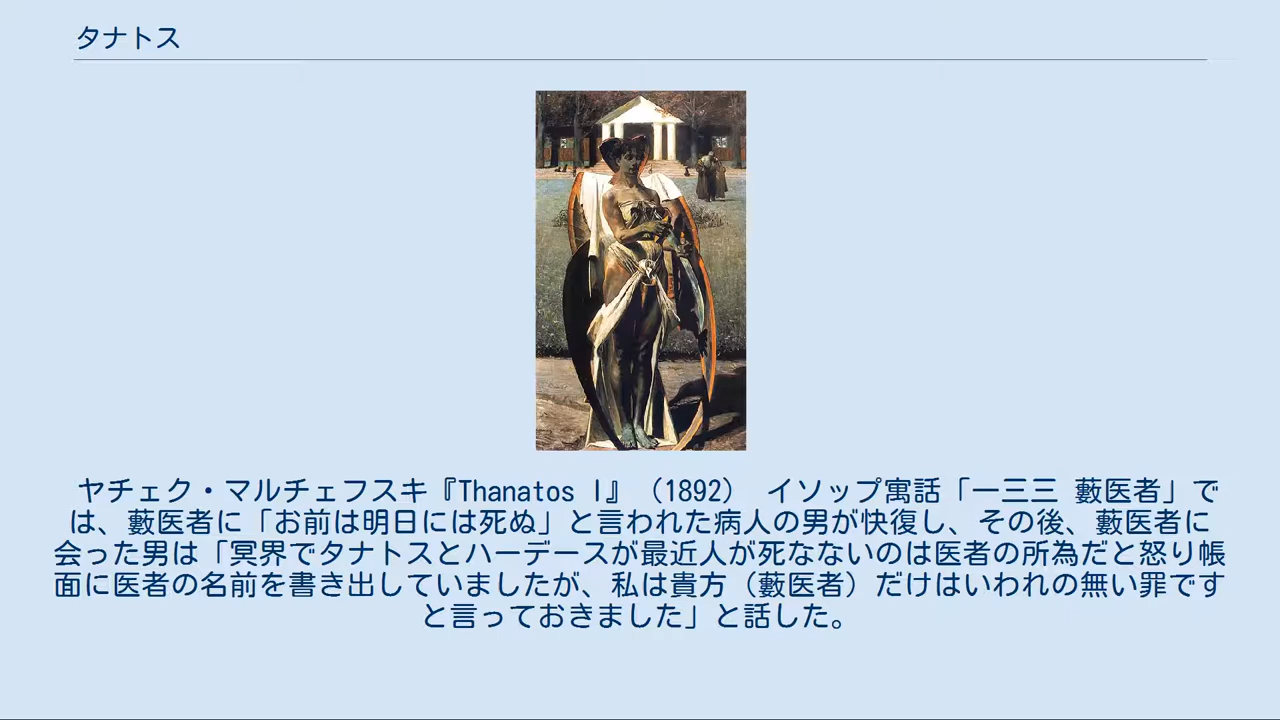 タナトス
ヤチェク・マルチェフスキ『Thanatos I』（1892） イソップ寓話「一三三 藪医者」で
は、藪医者に「お前は明日には死ぬ」と言われた病人の男が快復し、その後、藪医者に
会った男は「冥界でタナトスとハーデースが最近人が死なないのは医者の所為だと怒り帳
面に医者の名前を書き出していましたが、私は貴方（藪医者）だけはいわれの無い罪です
と言っておきました」と話した。